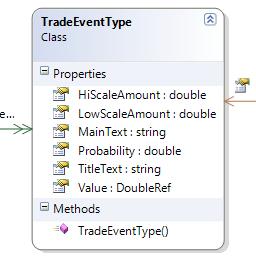 TradeEventType
Class
Properties
HiScaleAmount : double
e...
LowScaleAmount : double
MainText : string
Probability : double
TitleText : string
Value : DoubleRef
Methods
TradeEventType()